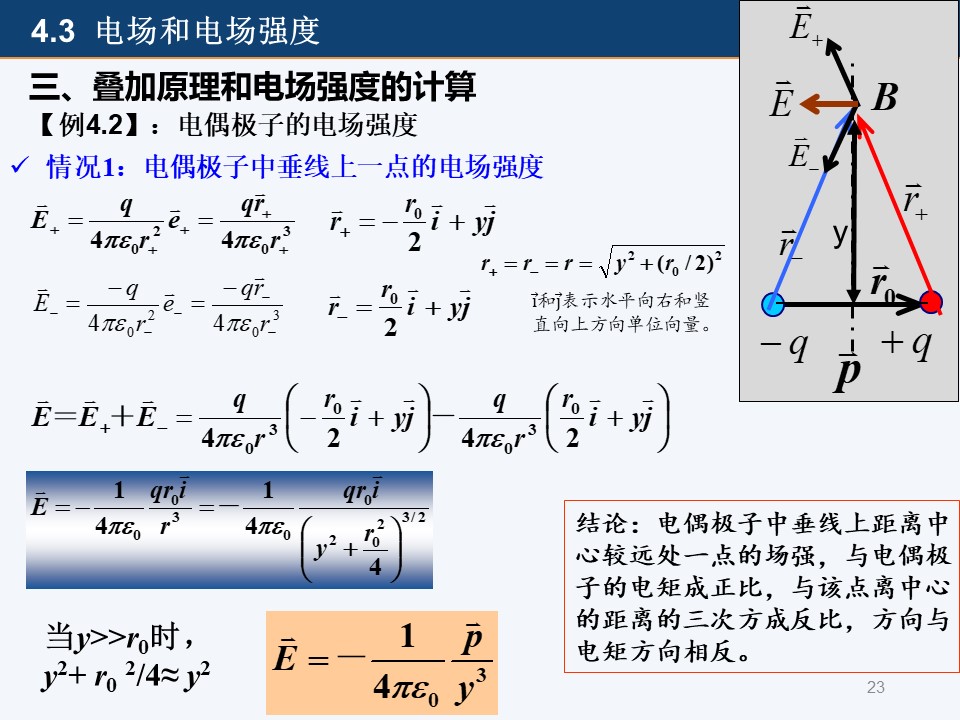 4.3 电场和电场强度
三、叠加原理和电场强度的计算
【例4.2】：电偶极子的电场强度
✓ 情况1：电偶极子中垂线上一点的电场强度
$\vec{E}_+ = \frac{q}{4\pi\varepsilon_0 r_+^2}\vec{e}_+ = \frac{q\vec{r}_+}{4\pi\varepsilon_0 r_+^3}$ $\vec{r}_+ = -\frac{r_0}{2}\vec{i} + y\vec{j}$
$r_+ = r_- = r = \sqrt{y^2 + (r_0/2)^2}$
$\vec{E}_- = \frac{-q}{4\pi\varepsilon_0 r_-^2}\vec{e}_- = \frac{-q\vec{r}_-}{4\pi\varepsilon_0 r_-^3}$ $\vec{r}_- = \frac{r_0}{2}\vec{i} + y\vec{j}$
$\vec{i}$和$\vec{j}$表示水平向右和竖
直向上方向单位向量。
$\vec{E}=\vec{E}_++\vec{E}_- = \frac{q}{4\pi\varepsilon_0 r^3}\left(-\frac{r_0}{2}\vec{i} + y\vec{j}\right)-\frac{q}{4\pi\varepsilon_0 r^3}\left(\frac{r_0}{2}\vec{i} + y\vec{j}\right)$
$\vec{E} = -\frac{1}{4\pi\varepsilon_0}\frac{qr_0\vec{i}}{r^3} = -\frac{1}{4\pi\varepsilon_0}\frac{qr_0\vec{i}}{\left(y^2 + \frac{r_0^2}{4}\right)^{3/2}}$
当y>>r₀时，
y²+ r₀ ²/4≈ y²
$\vec{E} = -\frac{1}{4\pi\varepsilon_0}\frac{\vec{p}}{y^3}$
结论：电偶极子中垂线上距离中
心较远处一点的场强，与电偶极
子的电矩成正比，与该点离中心
的距离的三次方成反比，方向与
电矩方向相反。
$\vec{E}_+$
$\vec{E}$ B
$\vec{E}_-$
$\vec{r}_+$
$\vec{r}_-$ y
$\vec{r}_0$
−q +q
$\vec{p}$
23